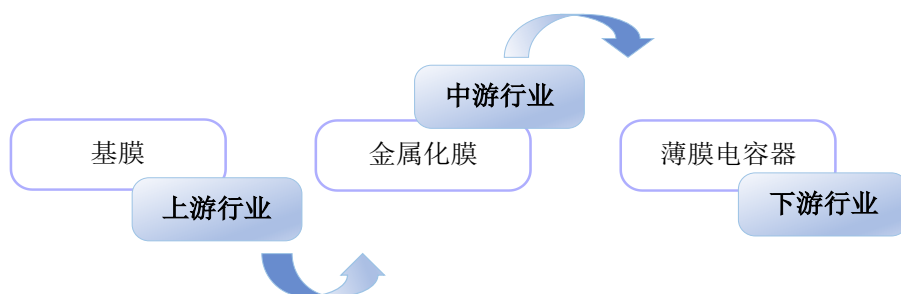 中游行业
基膜
金属化膜
薄膜电容器
上游行业
下游行业